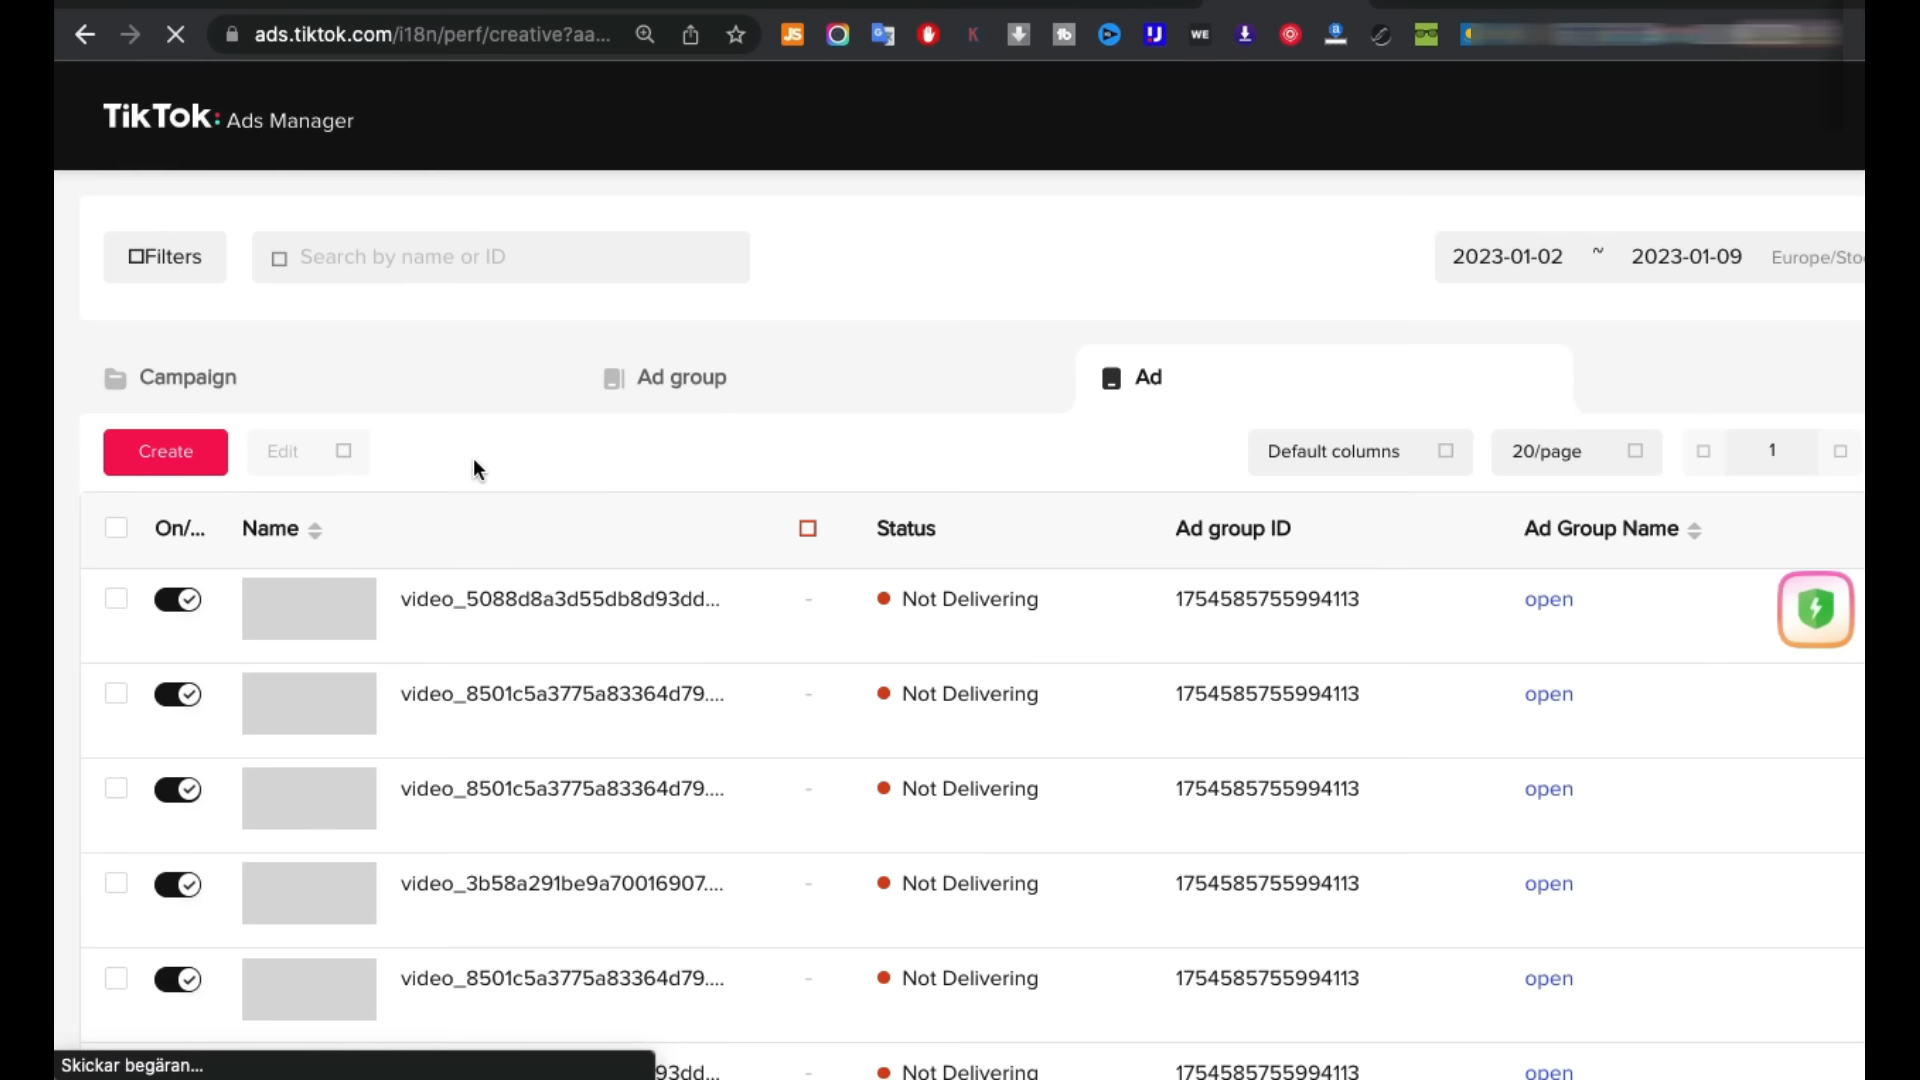 ads.tiktok.com/i18n/perf/creative?aa...
JS
K
WE
TikTok: Ads Manager
Filters
Search by name or ID
2023-01-02 ~ 2023-01-09 Europe/Sto
Campaign
Ad group
Ad
Create
Edit
Default columns
20/page
1
On/... Name Status Ad group ID Ad Group Name
video_5088d8a3d55db8d93dd... - Not Delivering 1754585755994113 open
video_8501c5a3775a83364d79.... - Not Delivering 1754585755994113 open
video_8501c5a3775a83364d79.... - Not Delivering 1754585755994113 open
video_3b58a291be9a70016907.... - Not Delivering 1754585755994113 open
video_8501c5a3775a83364d79.... - Not Delivering 1754585755994113 open
93dd... - Not Delivering 1754585755994113 open
Skickar begäran...